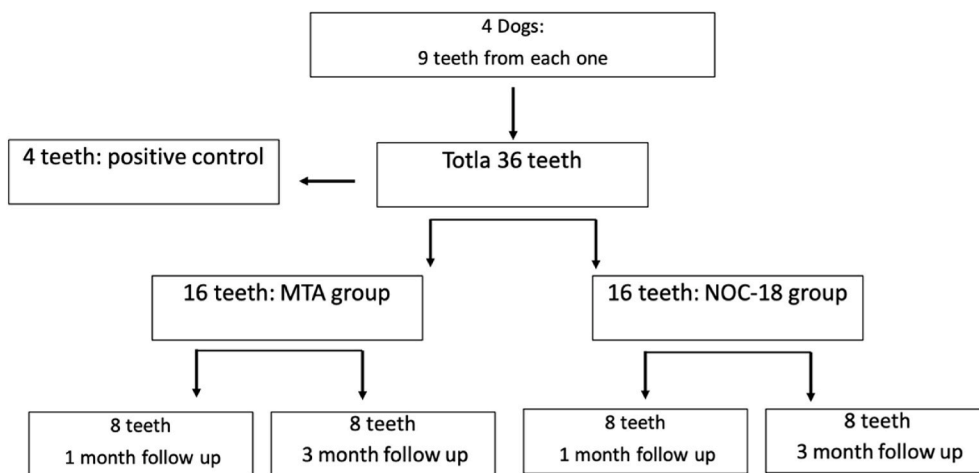 4 Dogs:
9 teeth from each one
4 teeth: positive control
Totla 36 teeth
16 teeth: MTA group
16 teeth: NOC-18 group
8 teeth
1 month follow up
8 teeth
3 month follow up
8 teeth
1 month follow up
8 teeth
3 month follow up